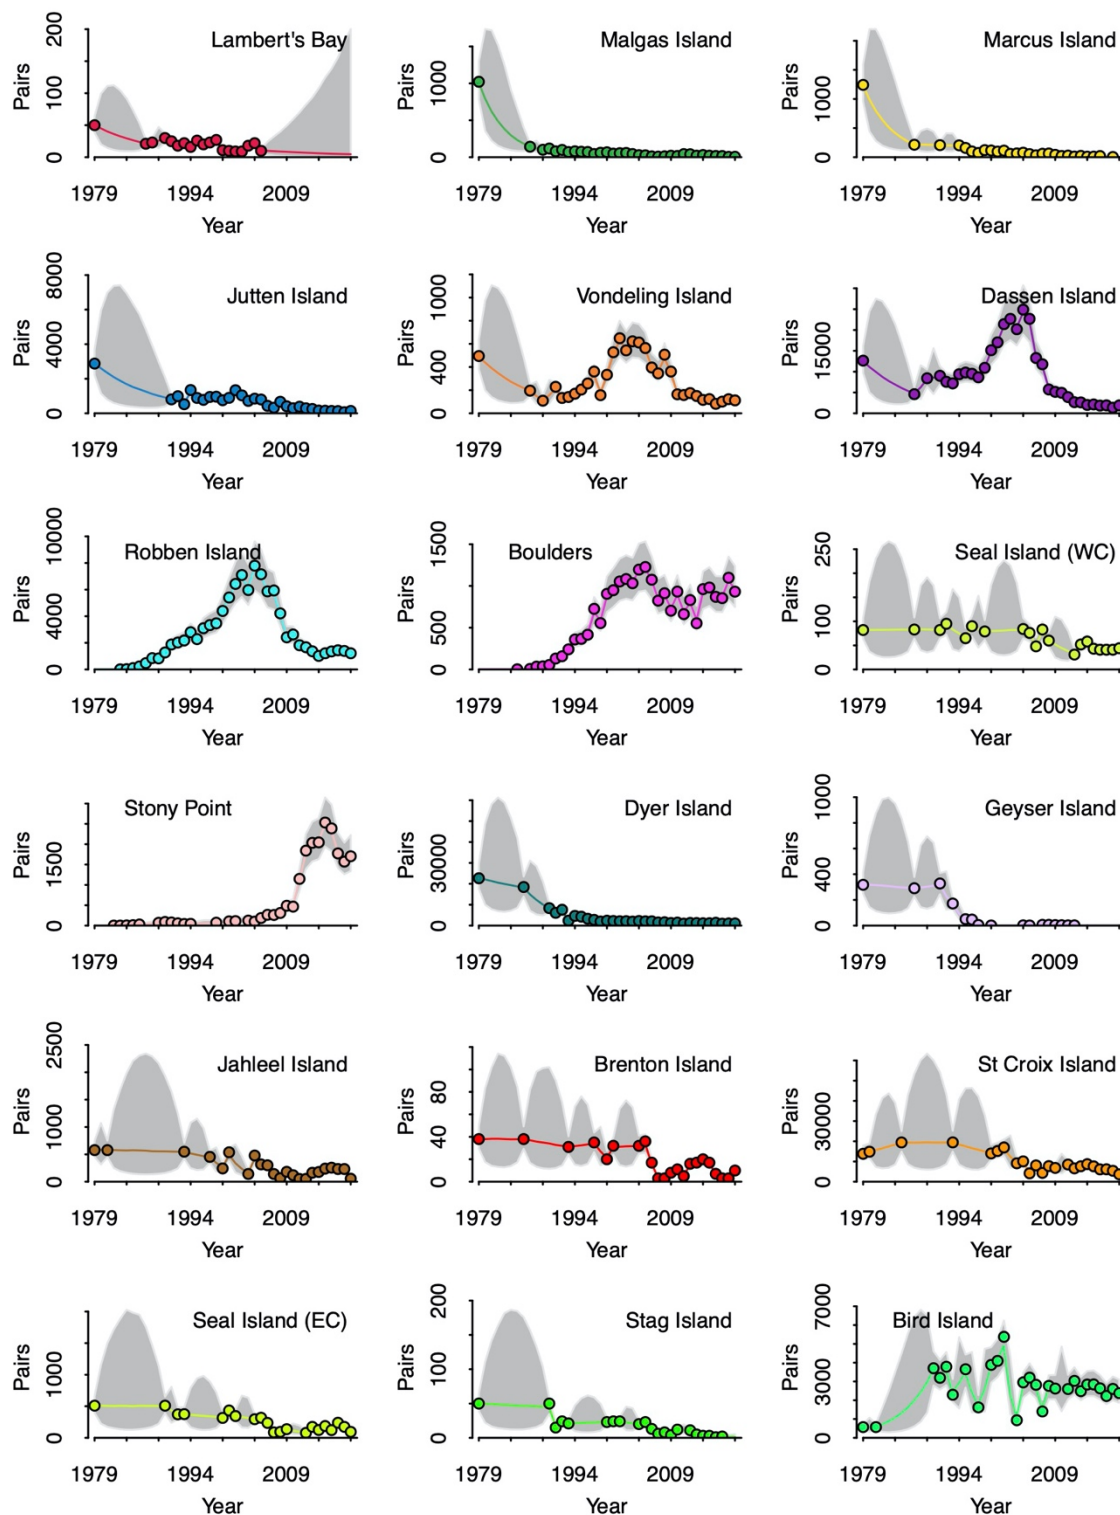 Lambert's Bay
Pairs
200
100
0
1979 1994 2009
Year
Malgas Island
Pairs
1000
0
1979 1994 2009
Year
Marcus Island
Pairs
1000
0
1979 1994 2009
Year
Jutten Island
Pairs
8000
4000
0
1979 1994 2009
Year
Vondeling Island
Pairs
1000
400
0
1979 1994 2009
Year
Dassen Island
Pairs
15000
0
1979 1994 2009
Year
Robben Island
Pairs
10000
4000
0
1979 1994 2009
Year
Boulders
Pairs
1500
500
0
1979 1994 2009
Year
Seal Island (WC)
Pairs
250
100
0
1979 1994 2009
Year
Stony Point
Pairs
1500
0
1979 1994 2009
Year
Dyer Island
Pairs
30000
0
1979 1994 2009
Year
Geyser Island
Pairs
1000
400
0
1979 1994 2009
Year
Jahleel Island
Pairs
2500
1000
0
1979 1994 2009
Year
Brenton Island
Pairs
80
40
0
1979 1994 2009
Year
St Croix Island
Pairs
30000
0
1979 1994 2009
Year
Seal Island (EC)
Pairs
1000
0
1979 1994 2009
Year
Stag Island
Pairs
200
100
0
1979 1994 2009
Year
Bird Island
Pairs
7000
3000
0
1979 1994 2009
Year